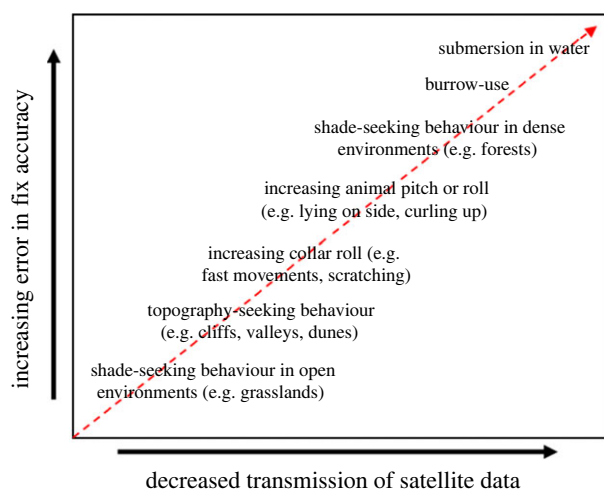 submersion in water
burrow-use
shade-seeking behaviour in dense
environments (e.g. forests)
increasing animal pitch or roll
(e.g. lying on side, curling up)
increasing collar roll (e.g.
fast movements, scratching)
topography-seeking behaviour
(e.g. cliffs, valleys, dunes)
shade-seeking behaviour in open
environments (e.g. grasslands)
increasing error in fix accuracy
decreased transmission of satellite data